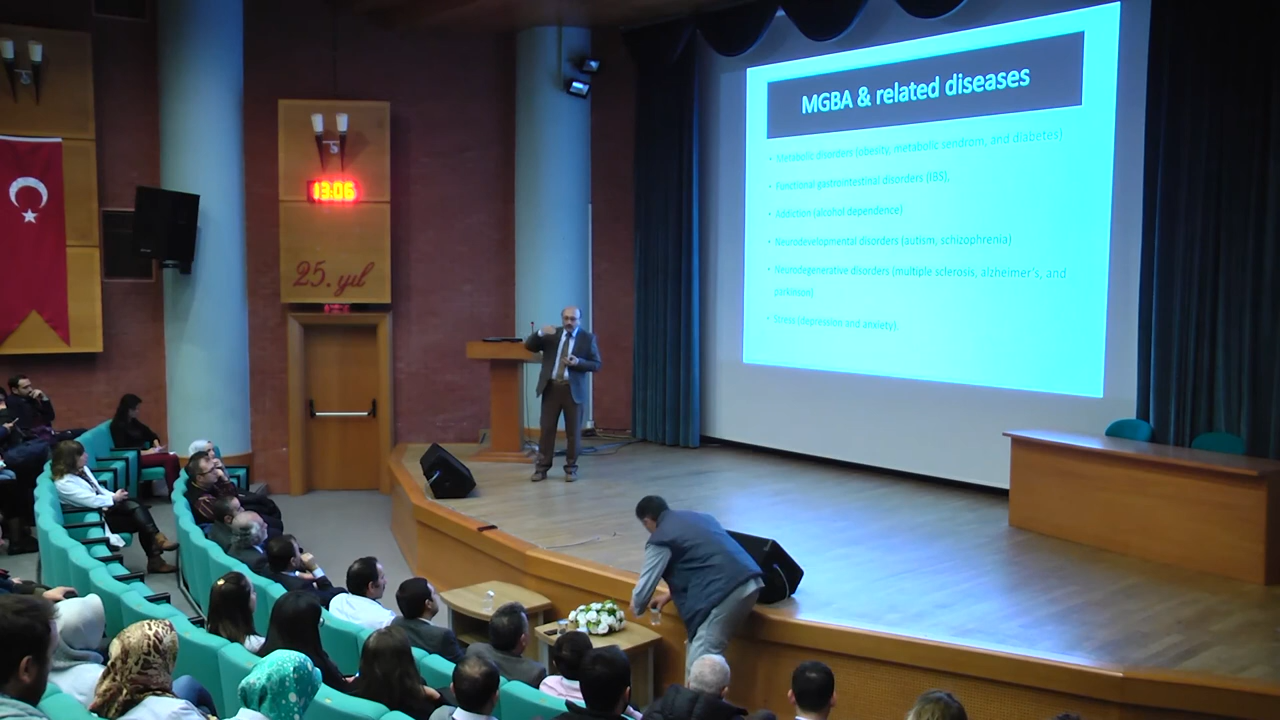 MGBA & related diseases
• Metabolic disorders (obesity, metabolic sendrom, and diabetes)
• Functional gastrointestinal disorders (IBS),
• Addiction (alcohol dependence)
• Neurodevelopmental disorders (autism, schizophrenia)
• Neurodegenerative disorders (multiple sclerosis, alzheimer's, and
parkinson).
• Stress (depression and anxiety).
13:06
25. yıl